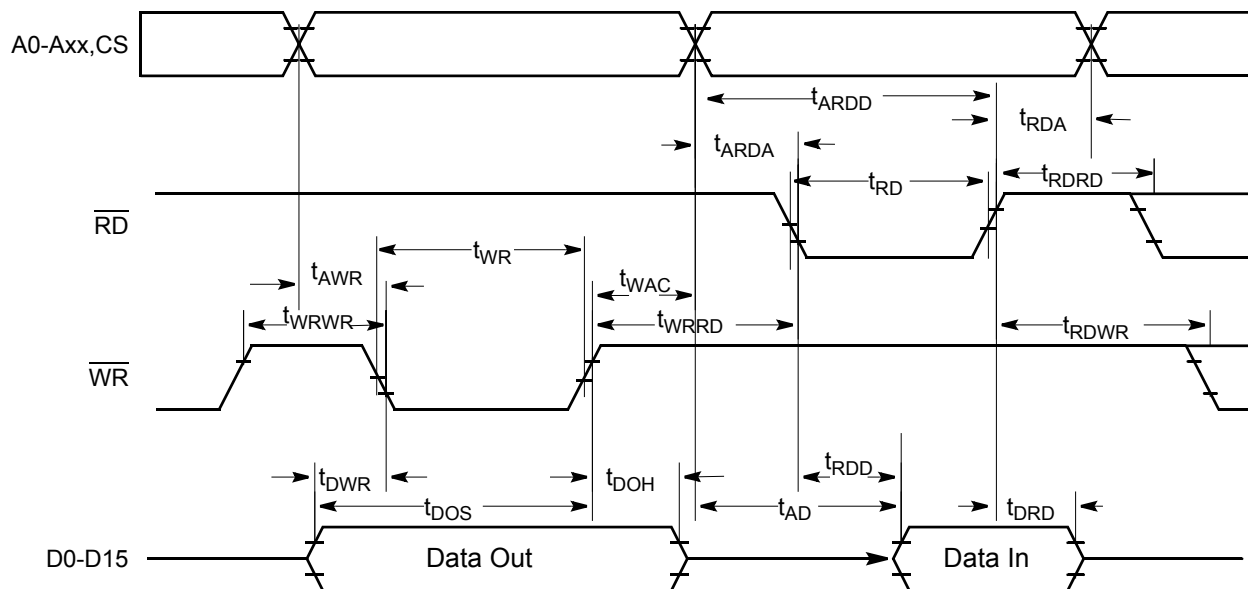 A0-Axx,CS
tARDD
tRDA
tARDA
tRD
tRDRD
RD
tWR
tAWR
tWAC
tWRWR
tWRRD
tRDWR
WR
tRDD
tDWR
tDOH
tAD
tDRD
tDOS
D0-D15
Data Out
Data In